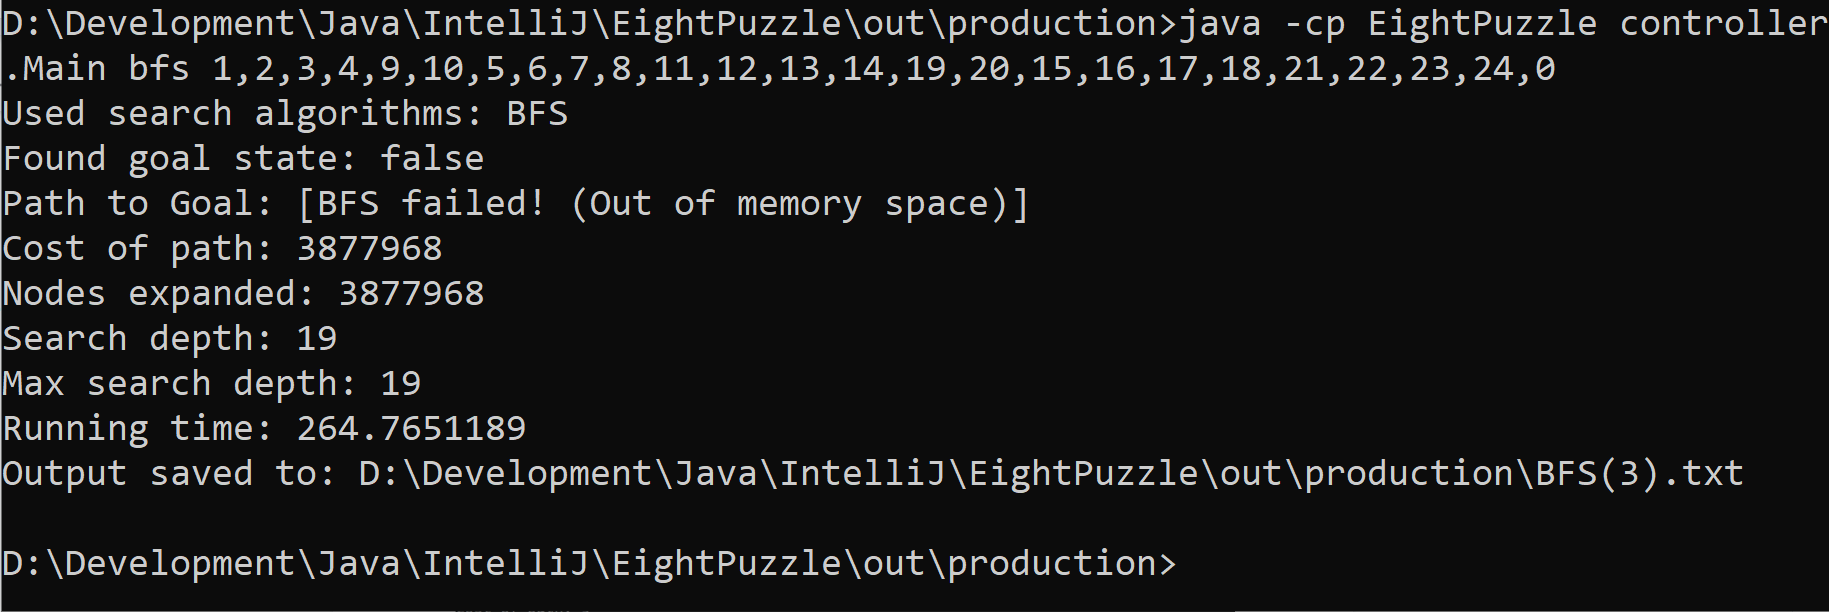 D:\Development\Java\IntelliJ\EightPuzzle\out\production>java -cp EightPuzzle controller
.Main bfs 1,2,3,4,9,10,5,6,7,8,11,12,13,14,19,20,15,16,17,18,21,22,23,24,0
Used search algorithms: BFS
Found goal state: false
Path to Goal: [BFS failed! (Out of memory space)]
Cost of path: 3877968
Nodes expanded: 3877968
Search depth: 19
Max search depth: 19
Running time: 264.7651189
Output saved to: D:\Development\Java\IntelliJ\EightPuzzle\out\production\BFS(3).txt
D:\Development\Java\IntelliJ\EightPuzzle\out\production>